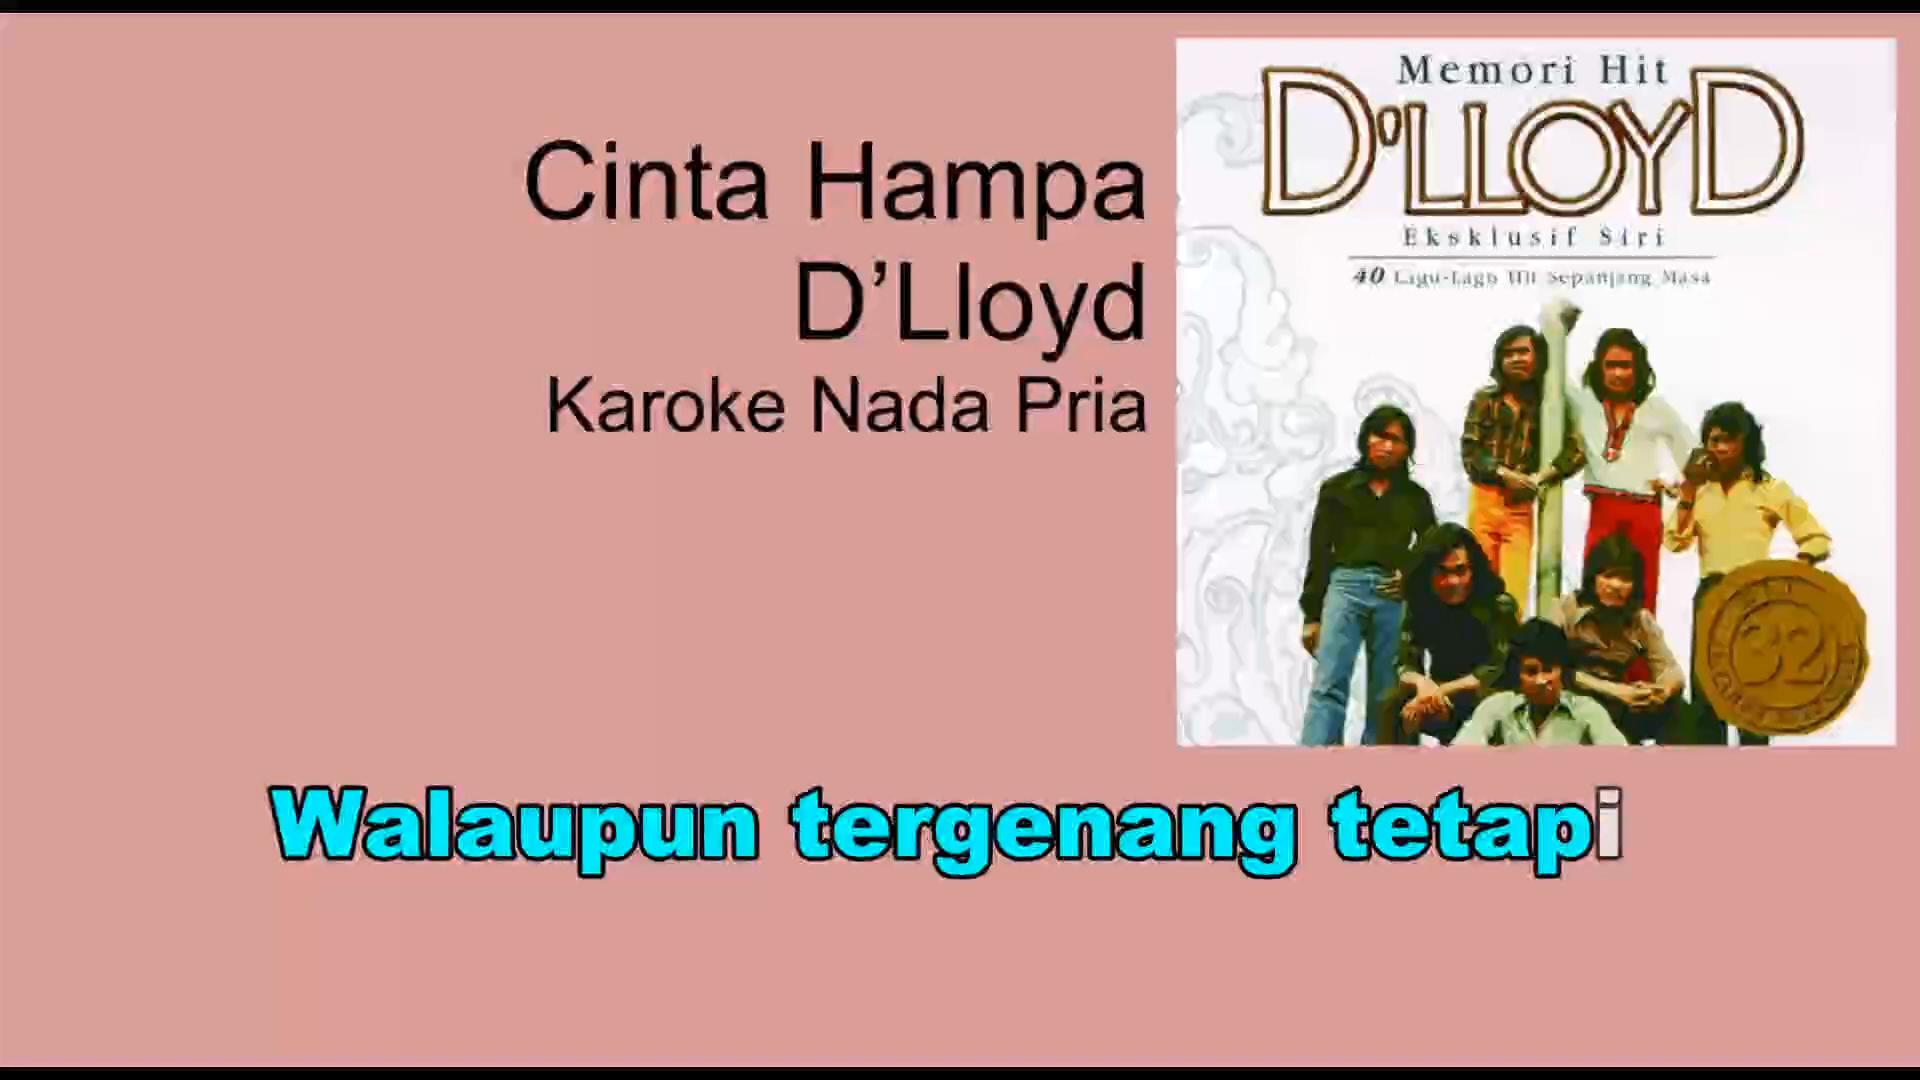 Cinta Hampa
D’Lloyd
Karoke Nada Pria
Memori Hit
D'LLOYD
Eksklusif Siri
40 Lagu-Lagu Hit Sepanjang Masa
32
Walaupun tergenang tetapi